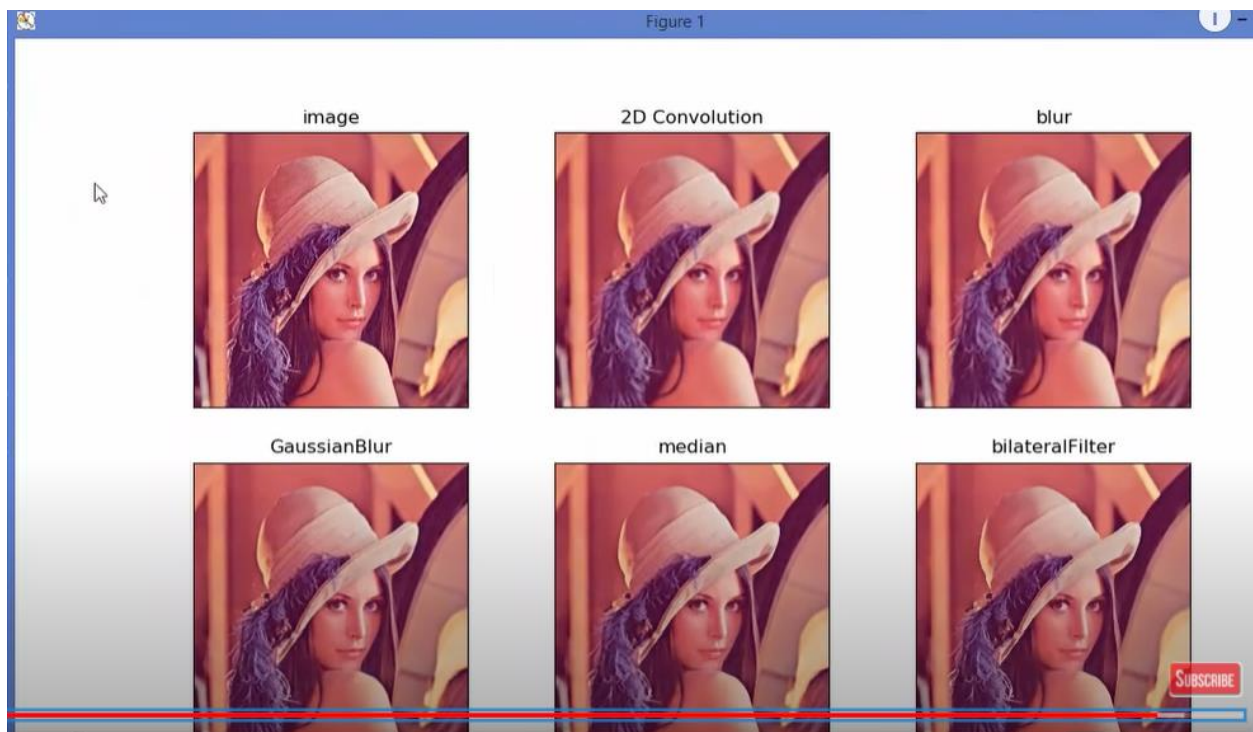 Figure 1
image
2D Convolution
blur
GaussianBlur
median
bilateralFilter
SUBSCRIBE